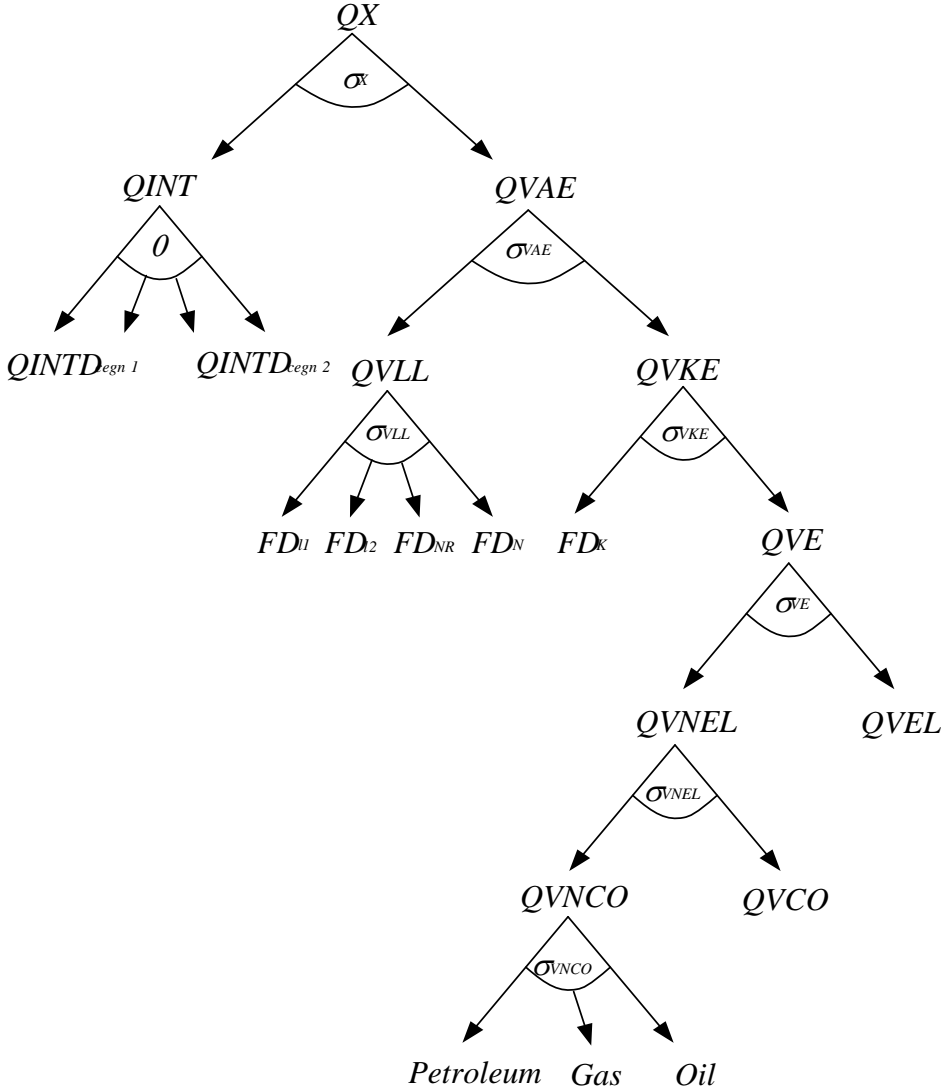 QX
σX
QINT QVAE
0 σVAE
QINTDcegn 1 QINTDcegn 2 QVLL QVKE
σVLL σVKE
FDl1 FDl2 FDNR FDN FDK QVE
σVE
QVNEL QVEL
σVNEL
QVNCO QVCO
σVNCO
Petroleum Gas Oil